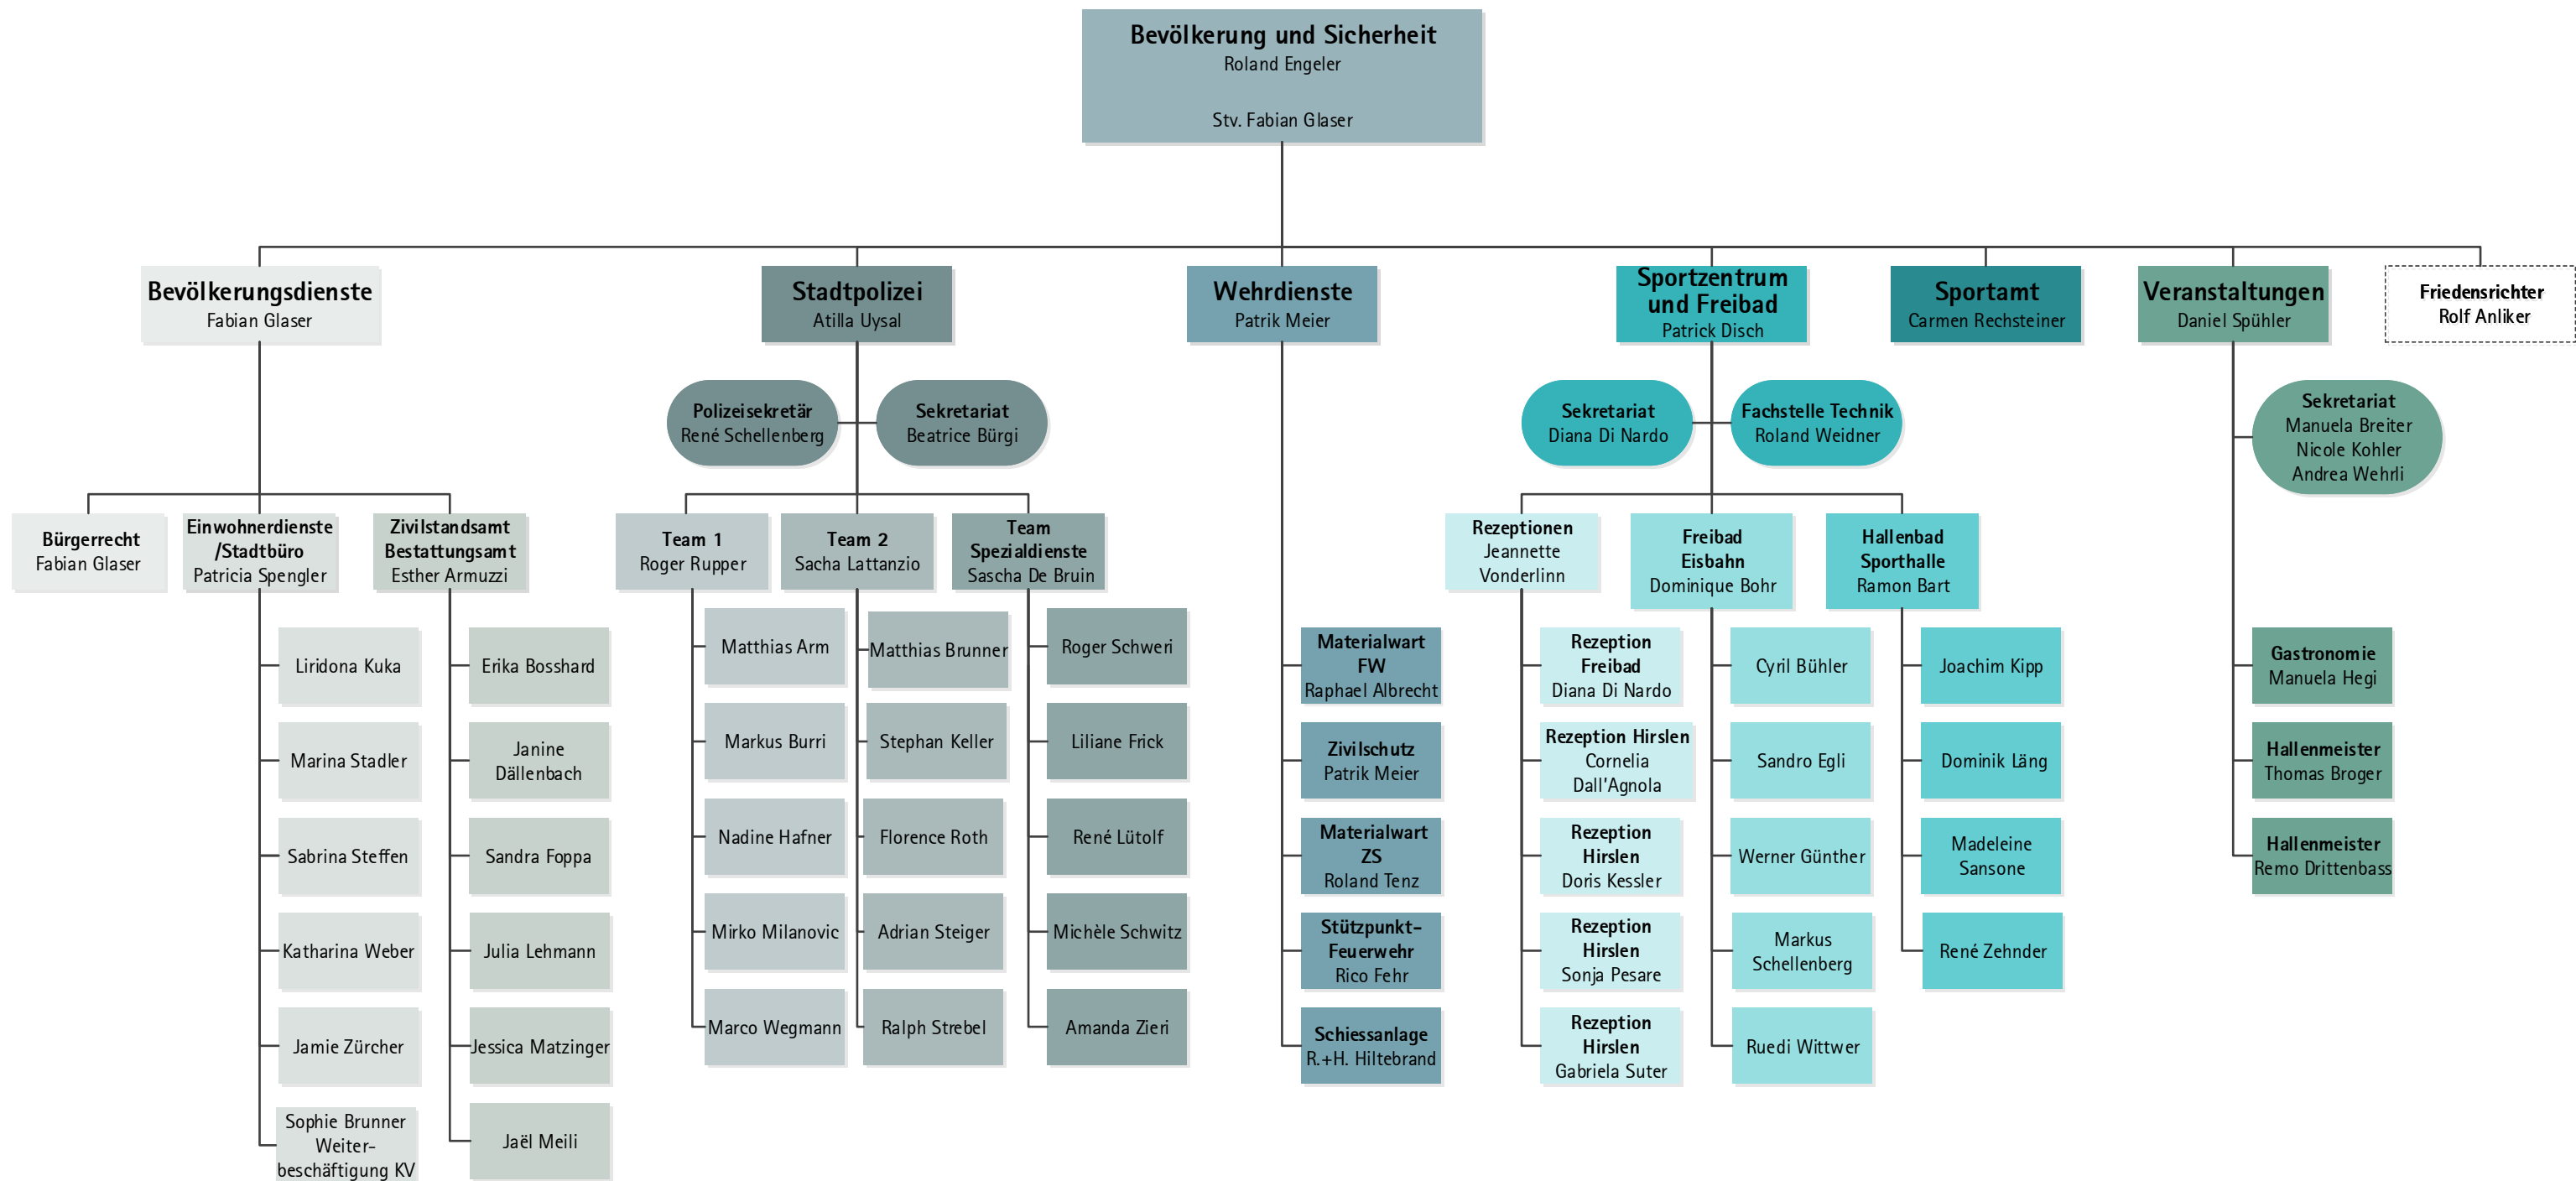 Bevölkerung und Sicherheit
Roland Engeler
Stv. Fabian Glaser
Bevölkerungsdienste
Fabian Glaser
Stadtpolizei
Atilla Uysal
Wehrdienste
Patrik Meier
Sportzentrum
und Freibad
Patrick Disch
Sportamt
Carmen Rechsteiner
Veranstaltungen
Daniel Spühler
Friedensrichter
Rolf Anliker
Polizeisekretär
René Schellenberg
Sekretariat
Beatrice Bürgi
Sekretariat
Diana Di Nardo
Fachstelle Technik
Roland Weidner
Sekretariat
Manuela Breiter
Nicole Kohler
Andrea Wehrli
Bürgerrecht
Fabian Glaser
Einwohnerdienste
/Stadtbüro
Patricia Spengler
Zivilstandsamt
Bestattungsamt
Esther Armuzzi
Team 1
Roger Rupper
Team 2
Sacha Lattanzio
Team
Spezialdienste
Sascha De Bruin
Rezeptionen
Jeannette
Vonderlinn
Freibad
Eisbahn
Dominique Bohr
Hallenbad
Sporthalle
Ramon Bart
Liridona Kuka
Marina Stadler
Sabrina Steffen
Katharina Weber
Jamie Zürcher
Sophie Brunner
Weiter-
beschäftigung KV
Erika Bosshard
Janine
Dällenbach
Sandra Foppa
Julia Lehmann
Jessica Matzinger
Jaël Meili
Matthias Arm
Markus Burri
Nadine Hafner
Mirko Milanovic
Marco Wegmann
Matthias Brunner
Stephan Keller
Florence Roth
Adrian Steiger
Ralph Strebel
Roger Schweri
Liliane Frick
René Lütolf
Michèle Schwitz
Amanda Zieri
Materialwart
FW
Raphael Albrecht
Zivilschutz
Patrik Meier
Materialwart
ZS
Roland Tenz
Stützpunkt-
Feuerwehr
Rico Fehr
Schiessanlage
R.+H. Hiltebrand
Rezeption
Freibad
Diana Di Nardo
Rezeption Hirslen
Cornelia
Dall'Agnola
Rezeption
Hirslen
Doris Kessler
Rezeption
Hirslen
Sonja Pesare
Rezeption
Hirslen
Gabriela Suter
Cyril Bühler
Sandro Egli
Werner Günther
Markus
Schellenberg
Ruedi Wittwer
Joachim Kipp
Dominik Läng
Madeleine
Sansone
René Zehnder
Gastronomie
Manuela Hegi
Hallenmeister
Thomas Broger
Hallenmeister
Remo Drittenbass